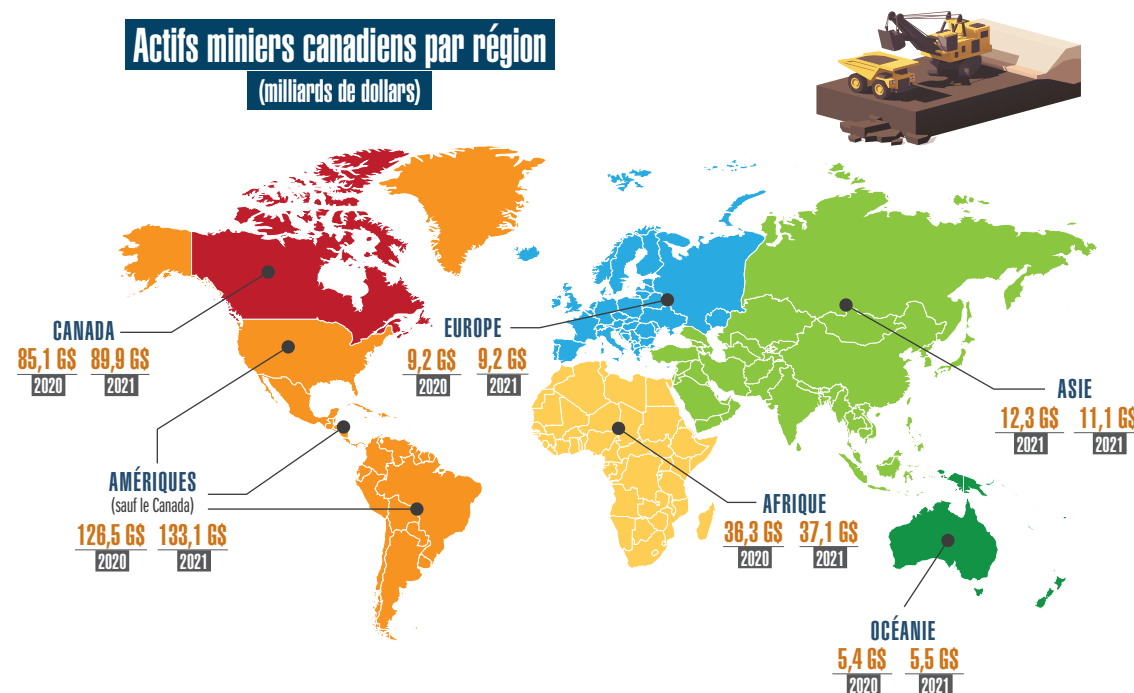 Actifs miniers canadiens par région
(milliards de dollars)
CANADA
85,1 G$ 89,9 G$
2020 2021
EUROPE
9,2 G$ 9,2 G$
2020 2021
ASIE
12,3 G$ 11,1 G$
2021 2021
AMÉRIQUES
(sauf le Canada)
126,5 G$ 133,1 G$
2020 2021
AFRIQUE
36,3 G$ 37,1 G$
2020 2021
OCÉANIE
5,4 G$ 5,5 G$
2020 2021